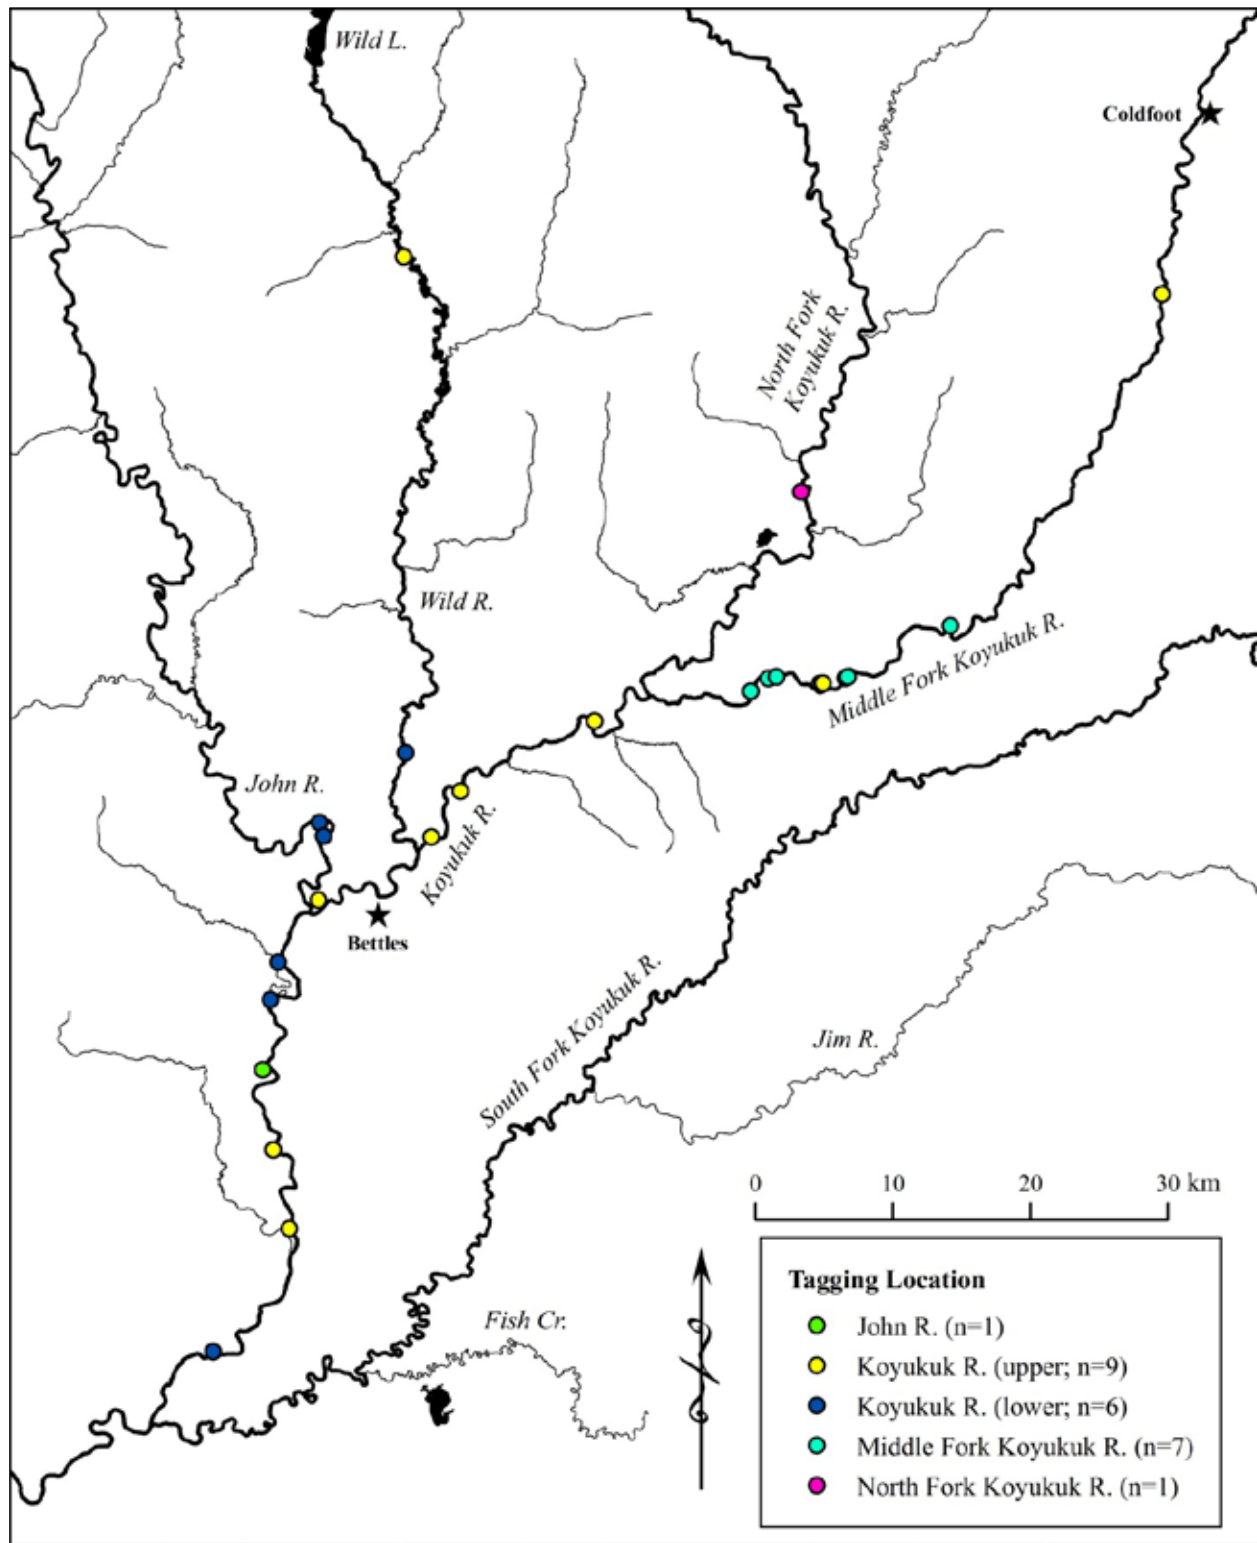 Wild L.
Coldfoot
North Fork
Koyukuk R.
Wild R.
Middle Fork Koyukuk R.
John R.
Koyukuk R.
Bettles
South Fork Koyukuk R.
Jim R.
0 10 20 30 km
Fish Cr.
Tagging Location
John R. (n=1)
Koyukuk R. (upper; n=9)
Koyukuk R. (lower; n=6)
Middle Fork Koyukuk R. (n=7)
North Fork Koyukuk R. (n=1)